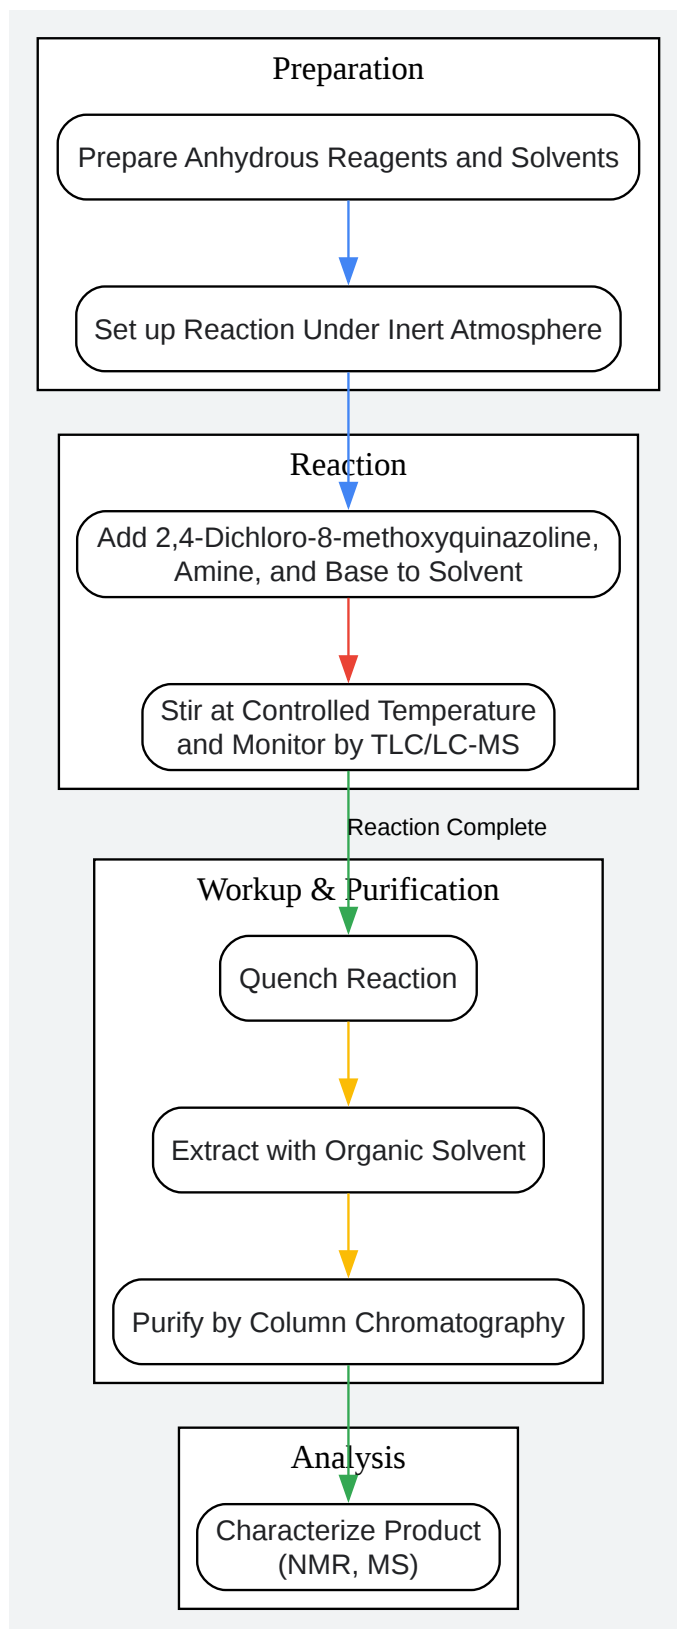 Preparation
Prepare Anhydrous Reagents and Solvents
Set up Reaction Under Inert Atmosphere
Reaction
Add 2,4-Dichloro-8-methoxyquinazoline,
Amine, and Base to Solvent
Stir at Controlled Temperature
and Monitor by TLC/LC-MS
Reaction Complete
Workup & Purification
Quench Reaction
Extract with Organic Solvent
Purify by Column Chromatography
Analysis
Characterize Product
(NMR, MS)